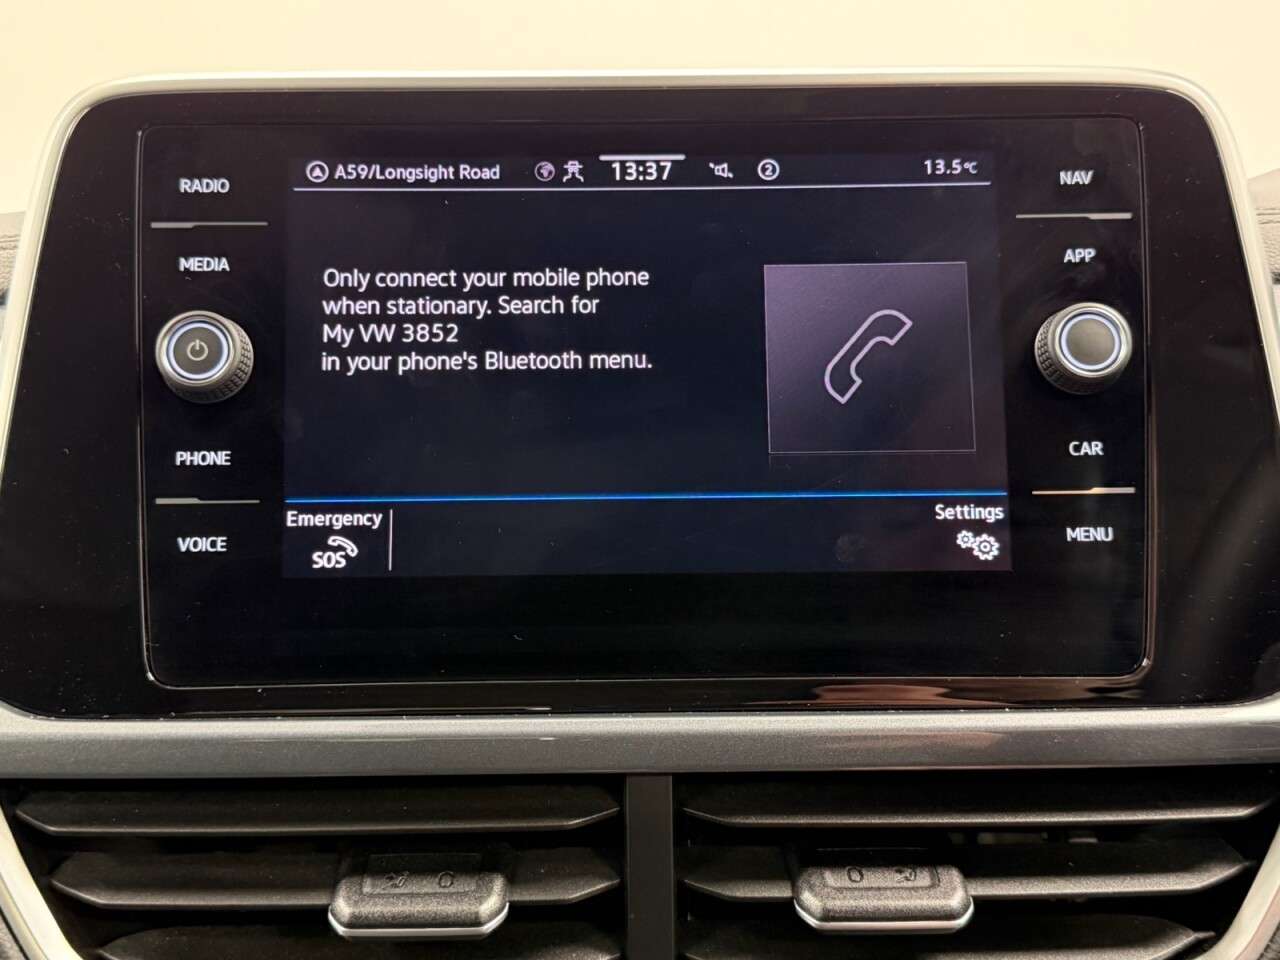 RADIO
MEDIA
PHONE
VOICE
A59/Longsight Road
13:37
2
13.5°C
Only connect your mobile phone
when stationary. Search for
My VW 3852
in your phone's Bluetooth menu.
Emergency
SOS
Settings
NAV
APP
CAR
MENU